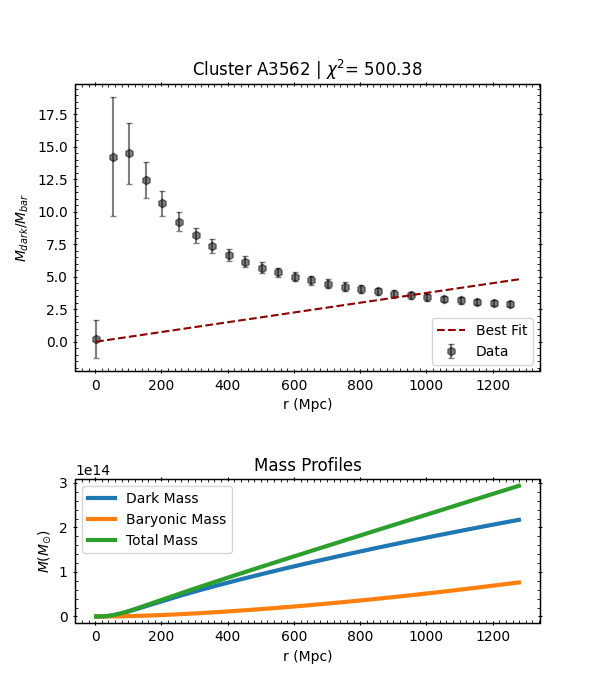 Cluster A3562 | χ²= 500.38
17.5
15.0
12.5
10.0
7.5
5.0
2.5
0.0
M_dark/M_bar
Best Fit
Data
0 200 400 600 800 1000 1200
r (Mpc)
Mass Profiles
1e14
3
2
1
0
M(M_⊙)
Dark Mass
Baryonic Mass
Total Mass
0 200 400 600 800 1000 1200
r (Mpc)